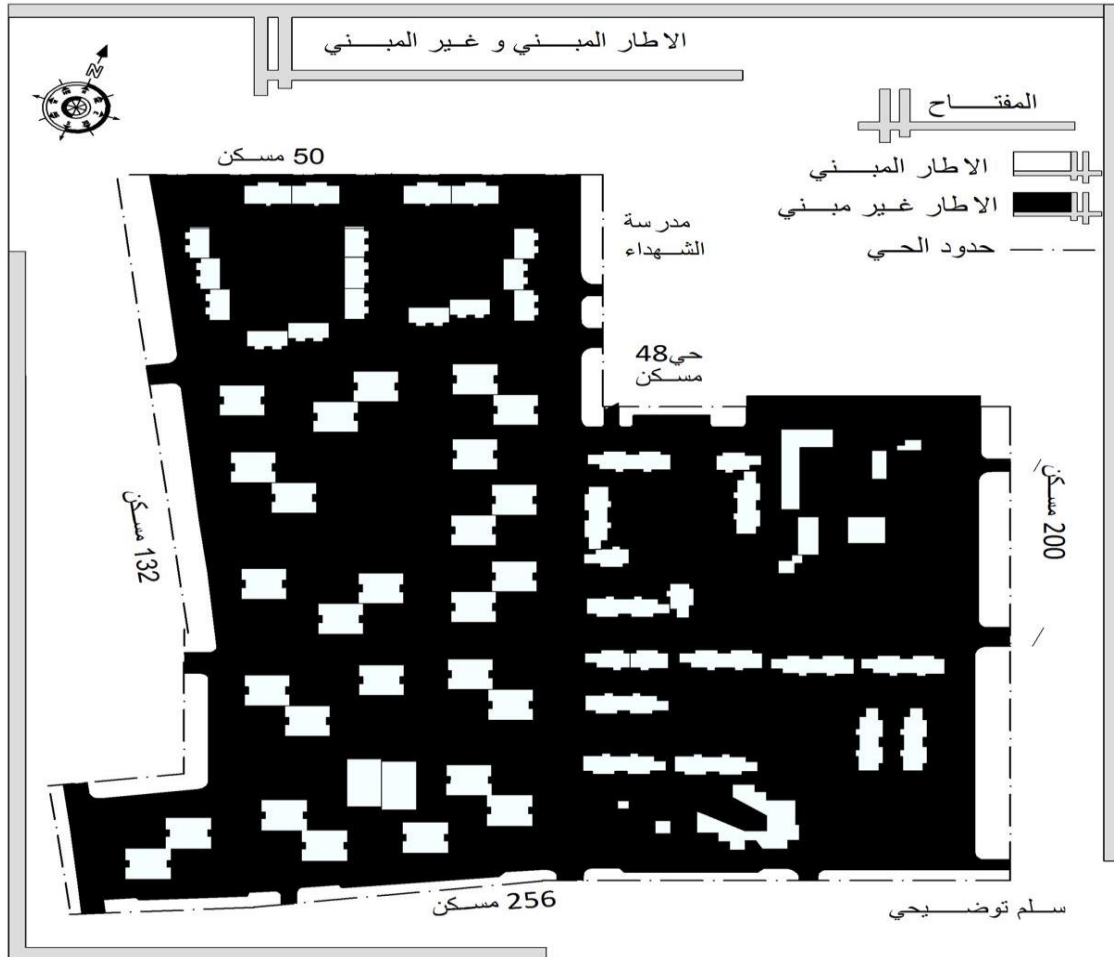 الاطار المبني و غير المبني
N
المفتاح
الاطار المبني
الاطار غير مبني
حدود الحي
50 مسكن
مدرسة
الشهداء
حي48
مسكن
200 مسكن
132 مسكن
256 مسكن
سلم توضيحي